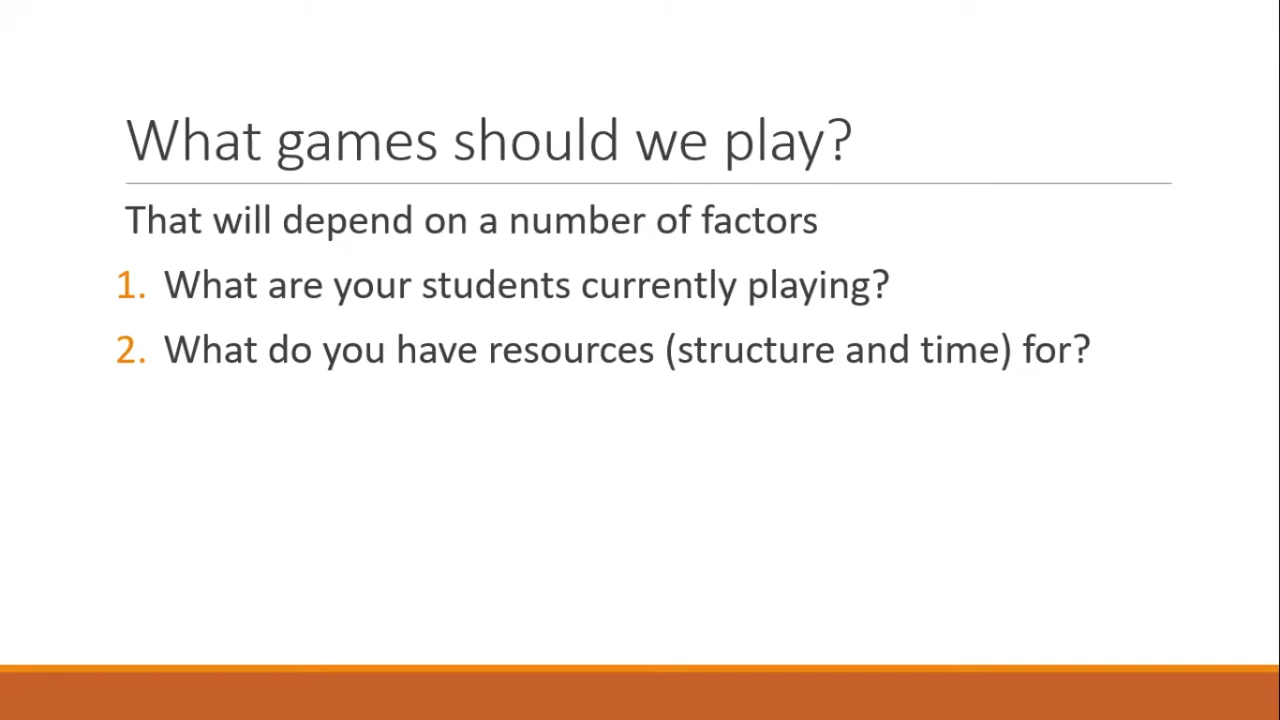 What games should we play?
That will depend on a number of factors
1. What are your students currently playing?
2. What do you have resources (structure and time) for?